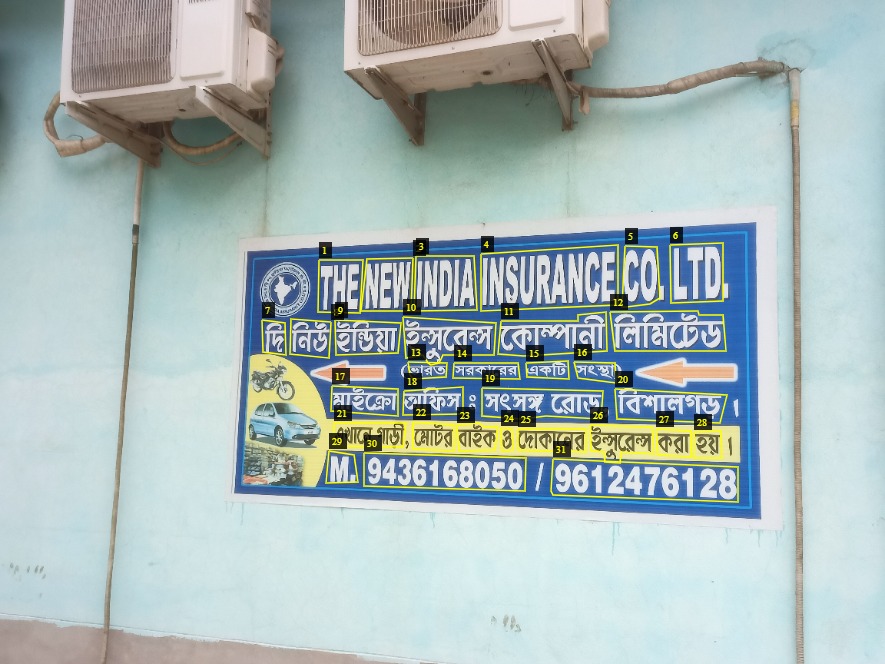 THE NEW INDIA INSURANCE CO. LTD.
দি নিউ ইন্ডিয়া ইন্সুরেন্স কোম্পানী লিমিটেড
(ভারত সরকারের একটি সংস্থা)
মাইক্রো অফিস : সৎসঙ্গ রোড, বিশালগড় ।
এখানে গাড়ী, মোটর বাইক ও দোকানের ইন্সুরেন্স করা হয় ।
M. 9436168050 / 9612476128